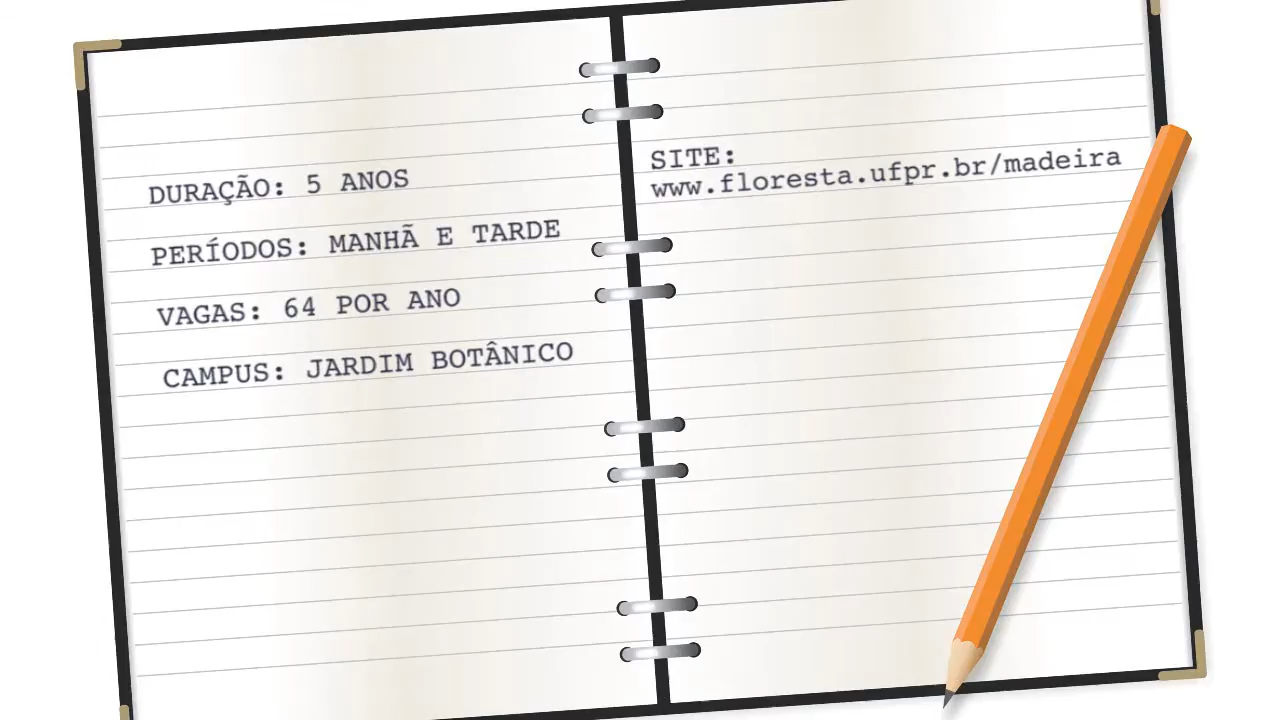 DURAÇÃO: 5 ANOS
PERÍODOS: MANHÃ E TARDE
VAGAS: 64 POR ANO
CAMPUS: JARDIM BOTÂNICO
SITE:
www.floresta.ufpr.br/madeira